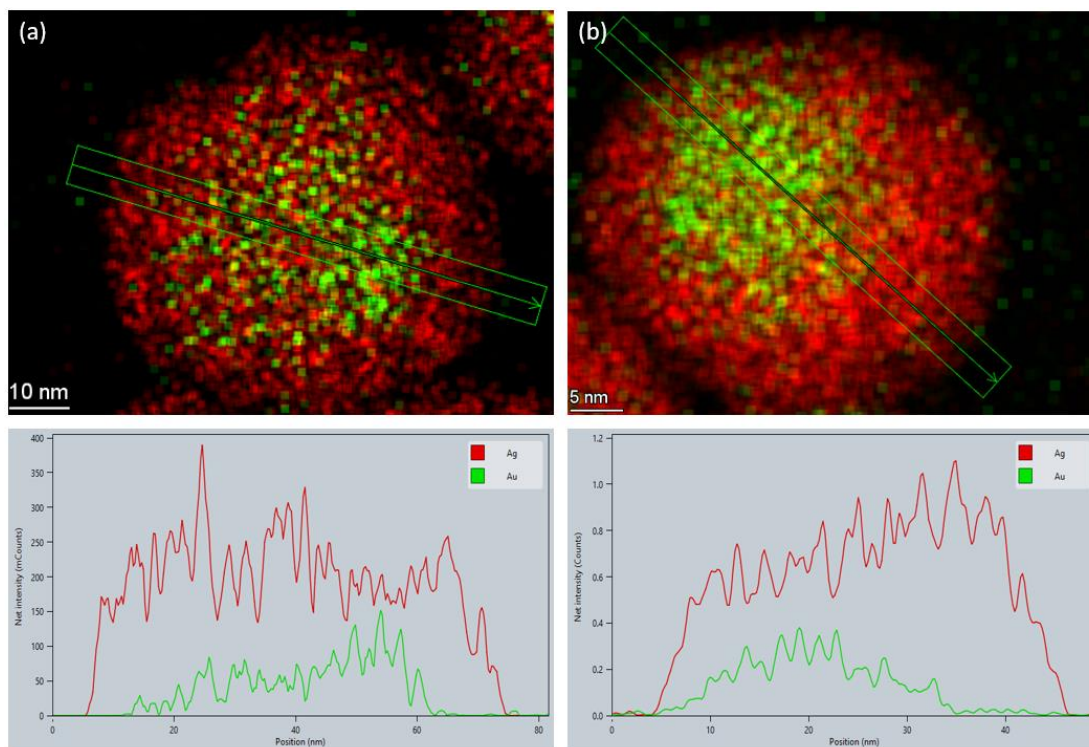 (a)
10 nm
(b)
5 nm
400
350
300
250
200
150
100
50
0
0
20
40
60
80
Net intensity (mCounts)
Position (nm)
Ag
Au
1.2
1.0
0.8
0.6
0.4
0.2
0.0
0
10
20
30
40
Net intensity (Counts)
Position (nm)
Ag
Au